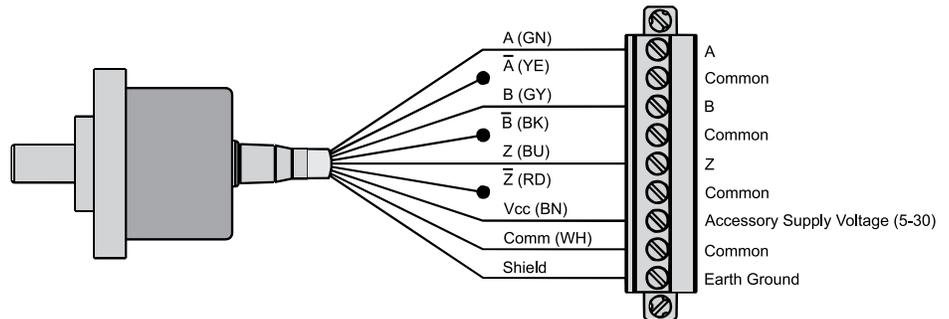 A (GN)
A̅ (YE)
B (GY)
B̅ (BK)
Z (BU)
Z̅ (RD)
Vcc (BN)
Comm (WH)
Shield
A
Common
B
Common
Z
Common
Accessory Supply Voltage (5-30)
Common
Earth Ground